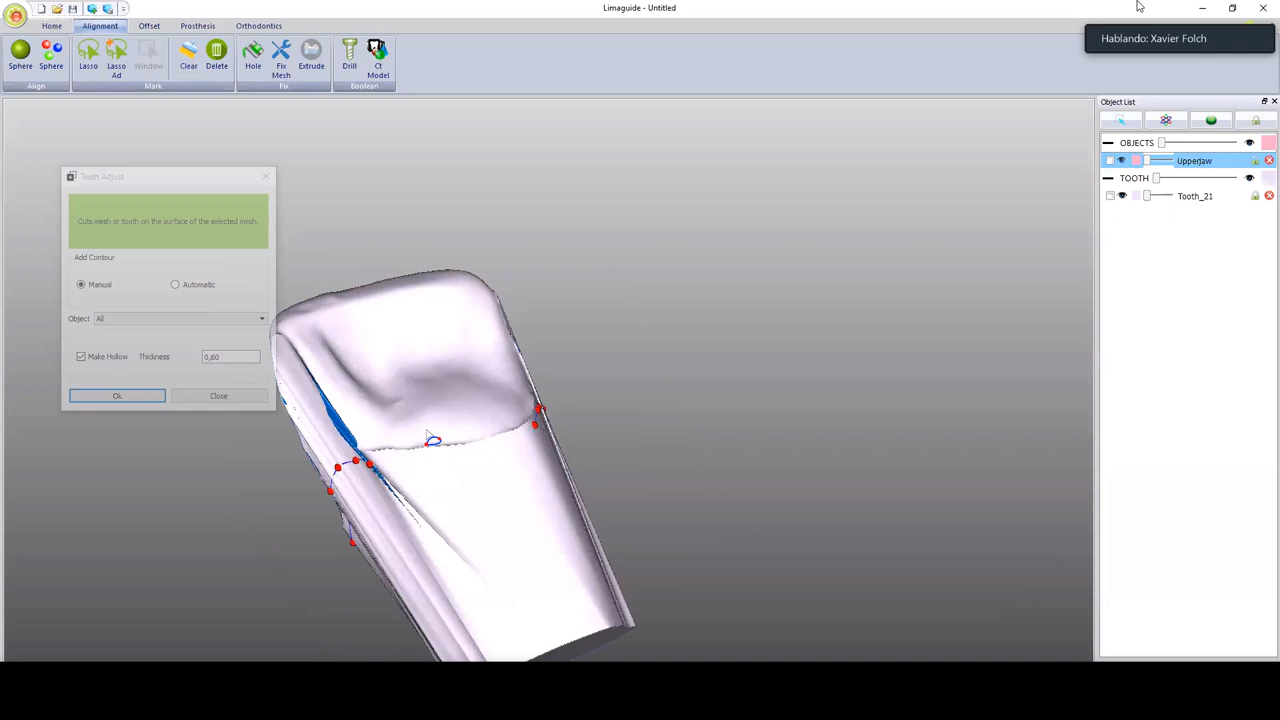 Limaguide - Untitled
Home Alignment Offset Prosthesis Orthodontics
Hablando: Xavier Folch
Sphere Sphere Lasso Lasso Ad Window Clear Delete Hole Fix Mesh Extrude Drill Ct Model
Align Mark Fix Boolean
Object List
OBJECTS
Upperjaw
TOOTH
Tooth_21
Teeth Adjust
Cuts mesh or tooth on the surface of the selected mesh.
Add Contour
Manual Automatic
Object All
Make Hollow Thickness 0,60
Ok Close